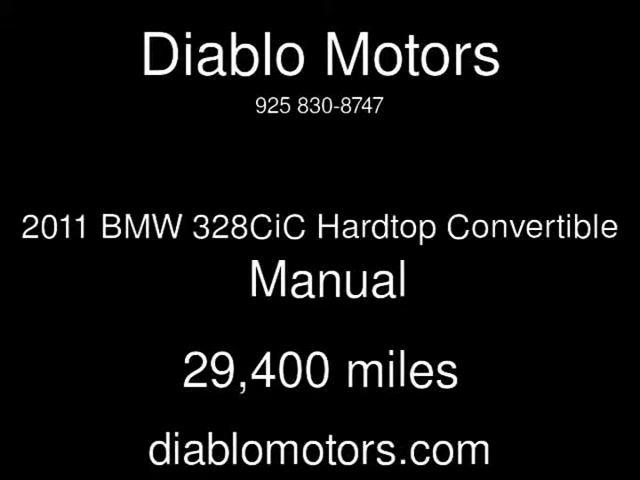 Diablo Motors
925 830-8747
2011 BMW 328CiC Hardtop Convertible
Manual
29,400 miles
diablomotors.com